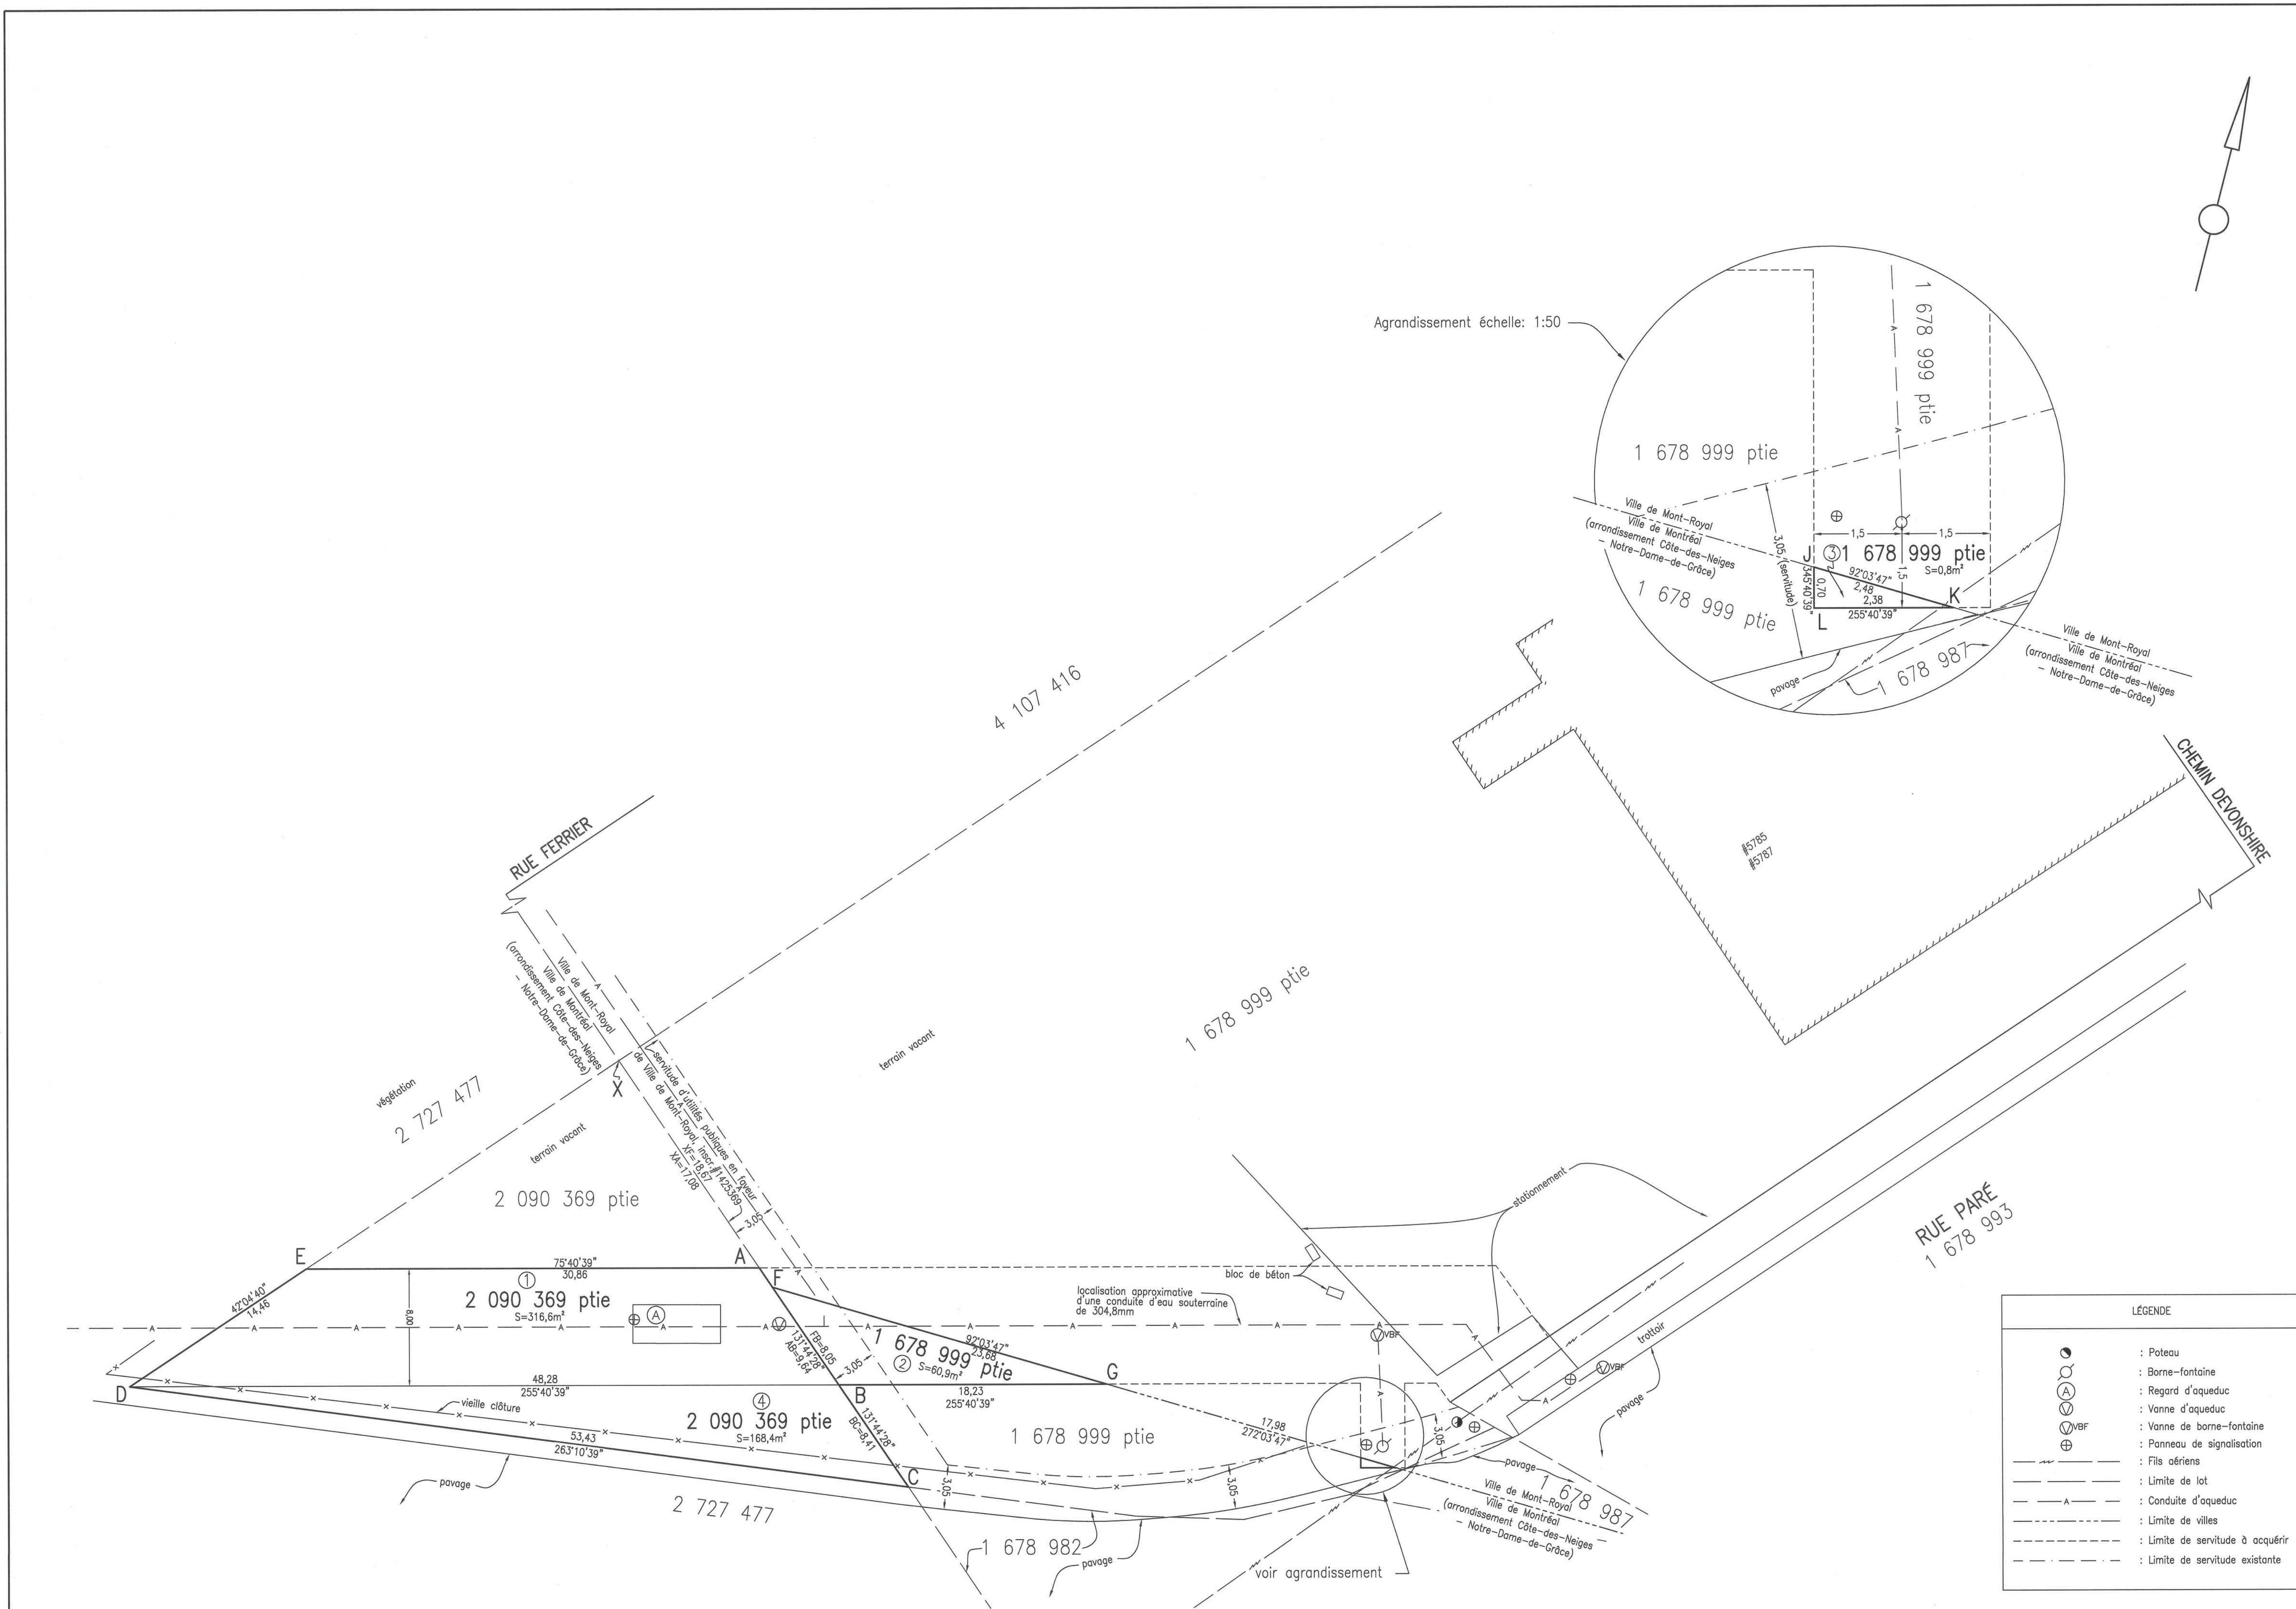 Agrandissement échelle: 1:50
1 678 999 ptie
1 678 999 ptie
Ville de Mont-Royal
Ville de Montréal
(arrondissement Côte-des-Neiges
- Notre-Dame-de-Grâce)
3,05 (servitude)
1,5
1,5
1,5
J
③
1 678 999 ptie
S=0,8m²
92°03'47"
2,48
2,38
255°40'39"
345°40'39"
0,70
K
L
1 678 999 ptie
pavage
1 678 987
Ville de Mont-Royal
Ville de Montréal
(arrondissement Côte-des-Neiges
- Notre-Dame-de-Grâce)
4 107 416
CHEMIN DEVONSHIRE
#5785
#5787
RUE FERRIER
Ville de Mont-Royal
Ville de Montréal
(arrondissement Côte-des-Neiges
- Notre-Dame-de-Grâce)
X
servitude d'utilités publiques en faveur
de Ville de Mont-Royal, inscr.#1425369
XF=18,67
XA=17,08
3,05
végétation
2 727 477
terrain vacant
terrain vacant
1 678 999 ptie
2 090 369 ptie
stationnement
RUE PARÉ
1 678 993
E
75°40'39"
30,86
A
F
42°04'40"
14,46
8,00
①
2 090 369 ptie
S=316,6m²
A
V
131°44'28"
AB=9,64
FB=8,05
3,05
1 678 999 ptie
② S=60,9m²
92°03'47"
23,68
G
localisation approximative
d'une conduite d'eau souterraine
de 304,8mm
bloc de béton
VBF
VBF
trottoir
pavage
D
48,28
255°40'39"
B
18,23
255°40'39"
vieille clôture
④
2 090 369 ptie
S=168,4m²
131°44'28"
BC=8,41
1 678 999 ptie
17,98
272°03'47"
3,05
53,43
263°10'39"
C
3,05
3,05
pavage
2 727 477
1 678 982
pavage
voir agrandissement
pavage
1 678 987
Ville de Mont-Royal
Ville de Montréal
(arrondissement Côte-des-Neiges
- Notre-Dame-de-Grâce)
LÉGENDE
: Poteau
: Borne-fontaine
A : Regard d'aqueduc
V : Vanne d'aqueduc
V VBF : Vanne de borne-fontaine
: Panneau de signalisation
: Fils aériens
: Limite de lot
A : Conduite d'aqueduc
: Limite de villes
: Limite de servitude à acquérir
: Limite de servitude existante